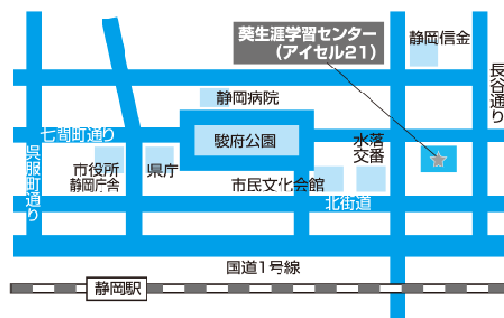 葵生涯学習センター
（アイセル21）
静岡信金
長谷通り
静岡病院
七間町通り
駿府公園
水落
交番
呉服町通り
市役所
静岡庁舎
県庁
市民文化会館
北街道
国道1号線
静岡駅